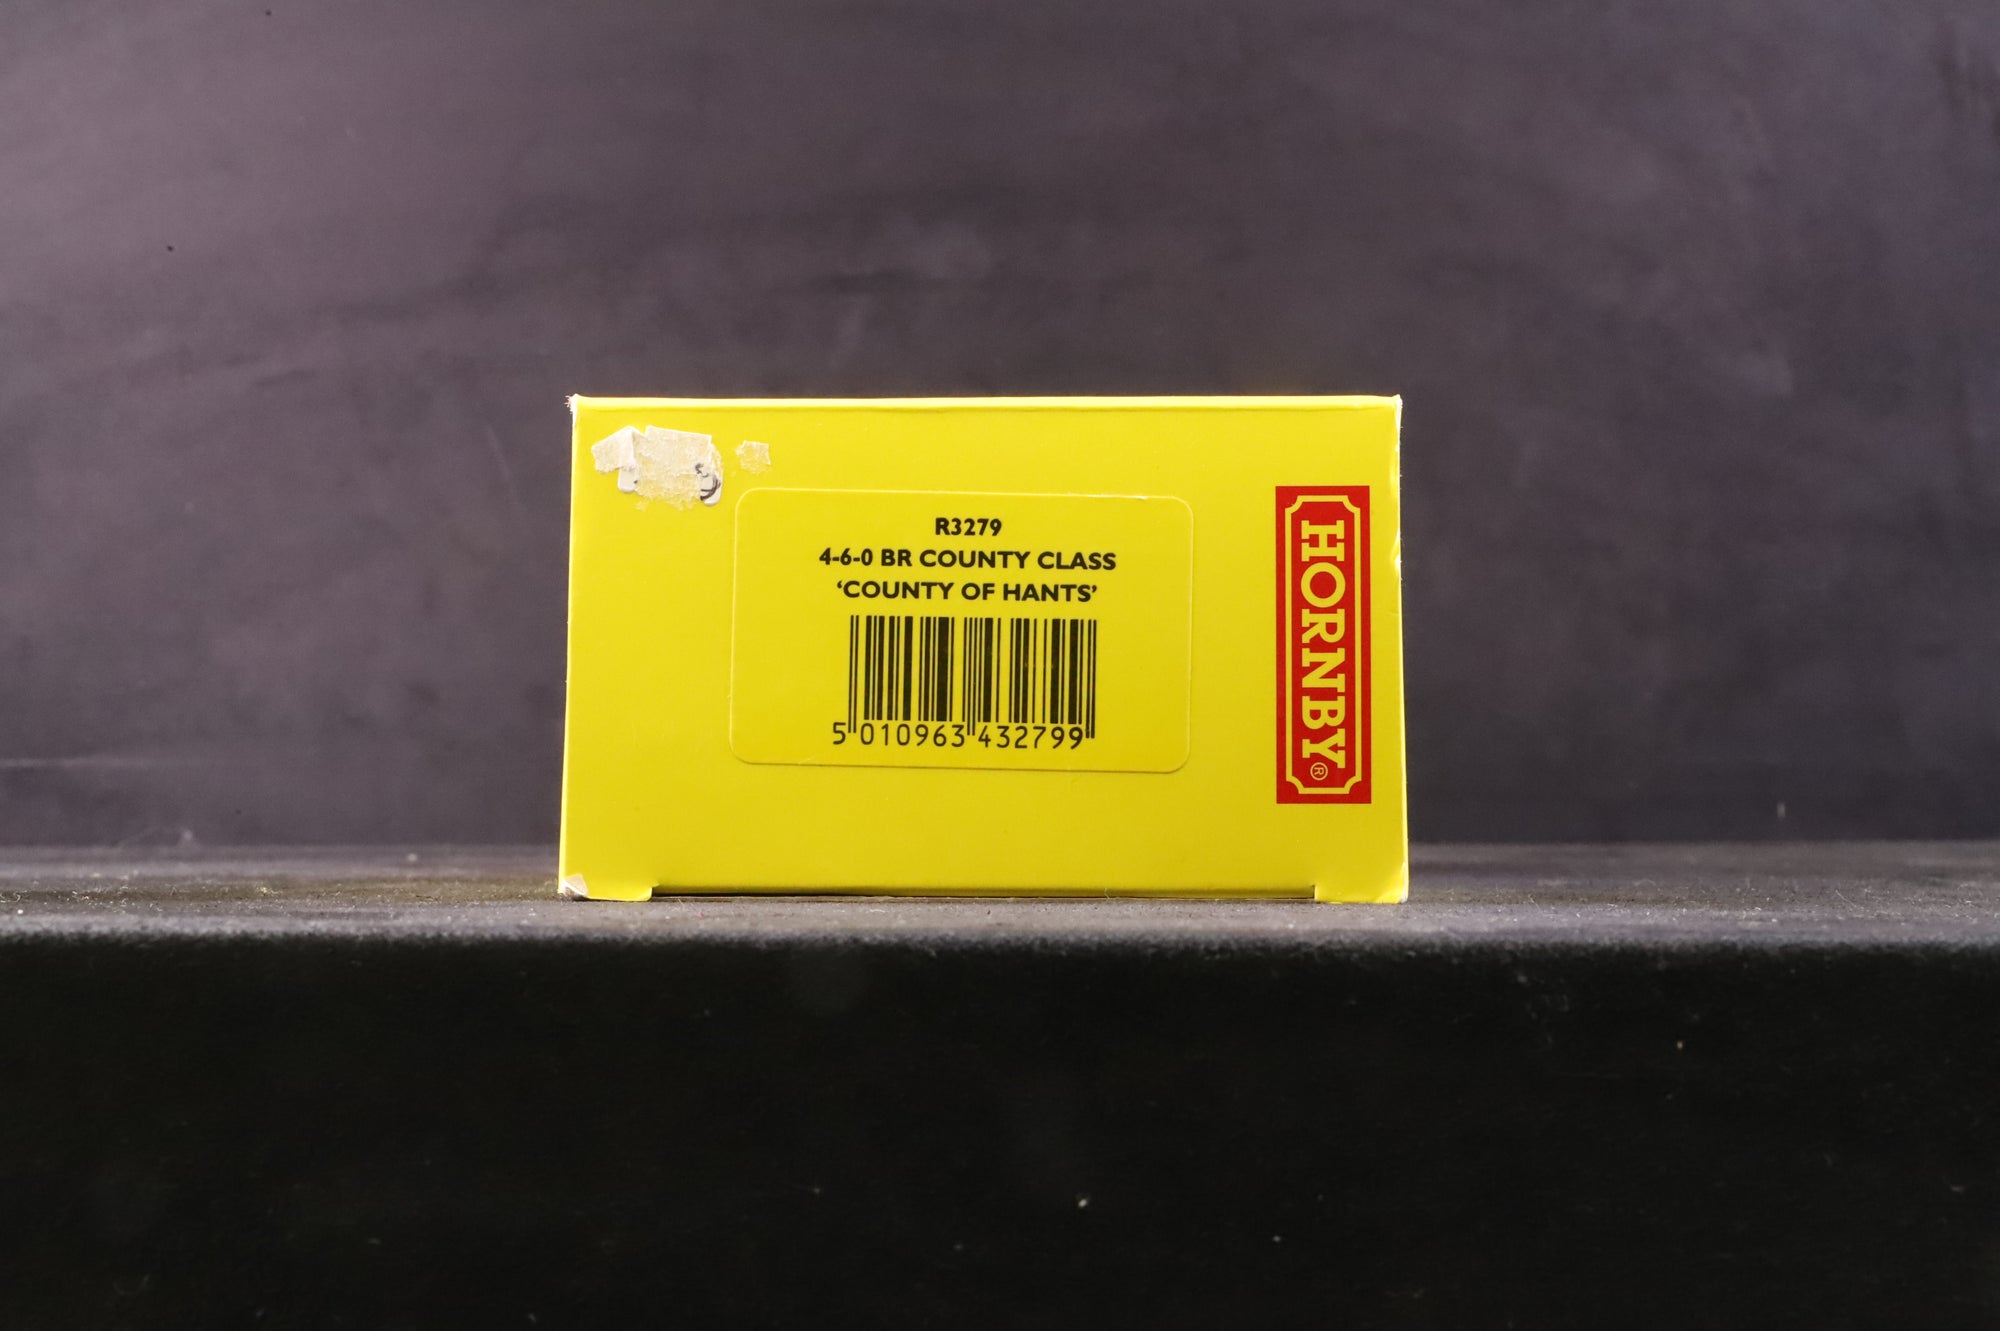 R3279
4-6-0 BR COUNTY CLASS
‘COUNTY OF HANTS’
5 010963 432799
HORNBY®